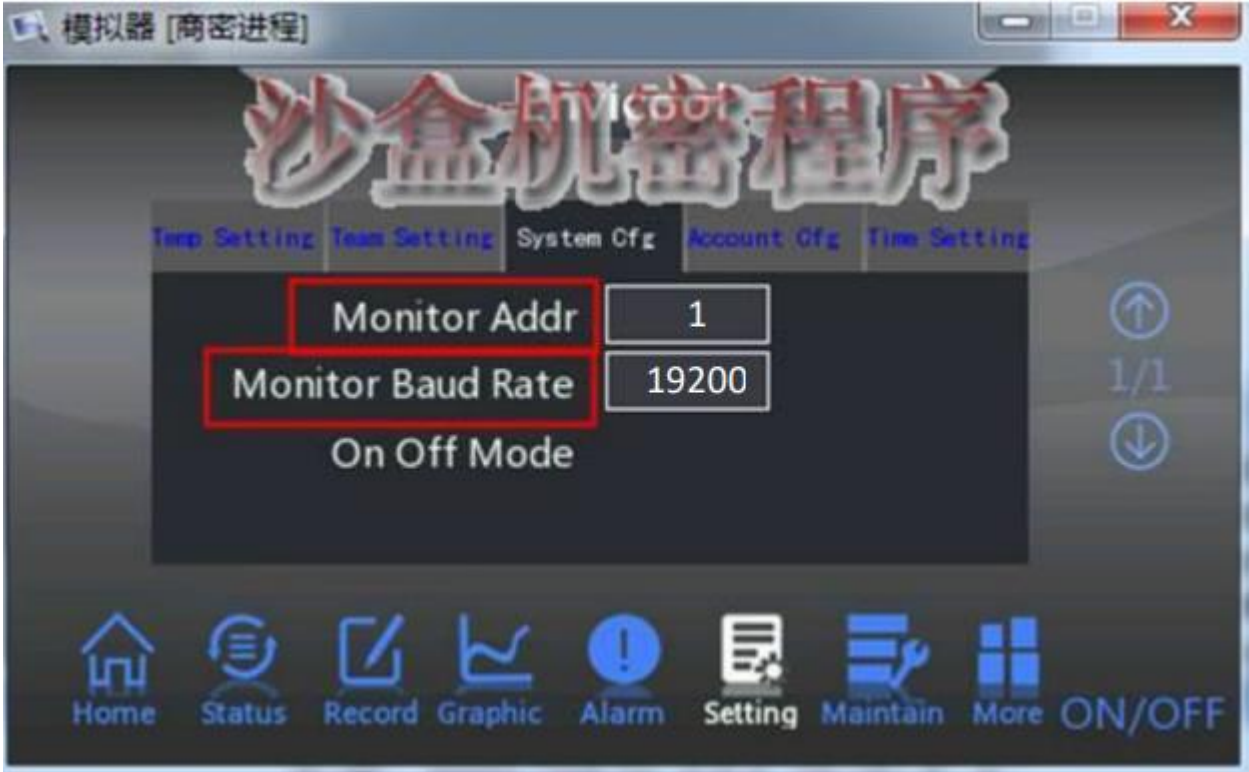 模拟器 [商密进程]
Envicool
沙盒机密程序
Temp Setting Team Setting System Cfg Account Cfg Time Setting
Monitor Addr 1
Monitor Baud Rate 19200
1/1
On Off Mode
Home Status Record Graphic Alarm Setting Maintain More ON/OFF